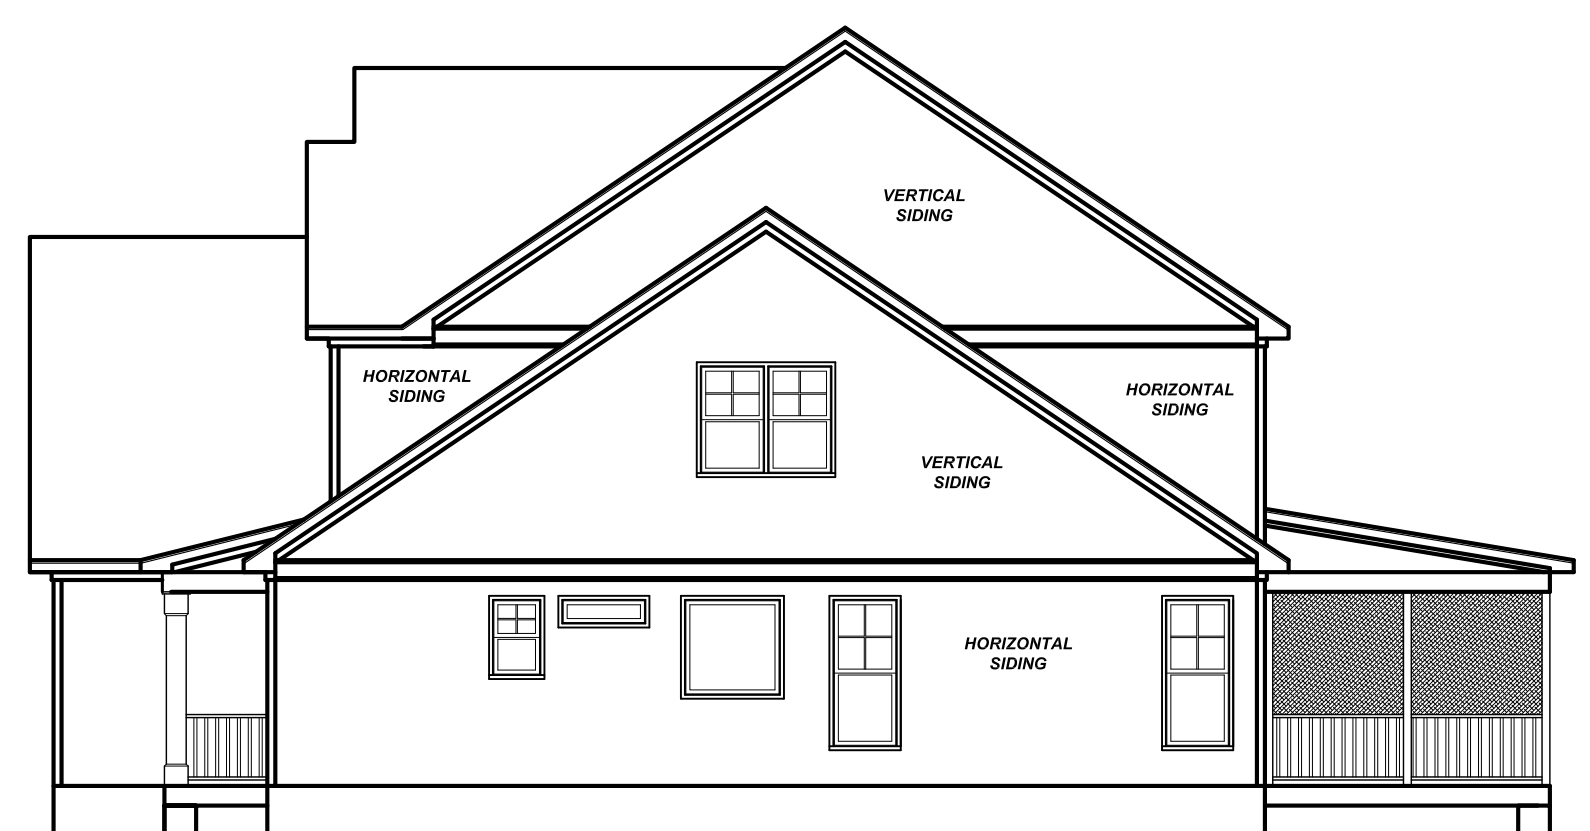 VERTICAL
SIDING
HORIZONTAL
SIDING
HORIZONTAL
SIDING
VERTICAL
SIDING
HORIZONTAL
SIDING